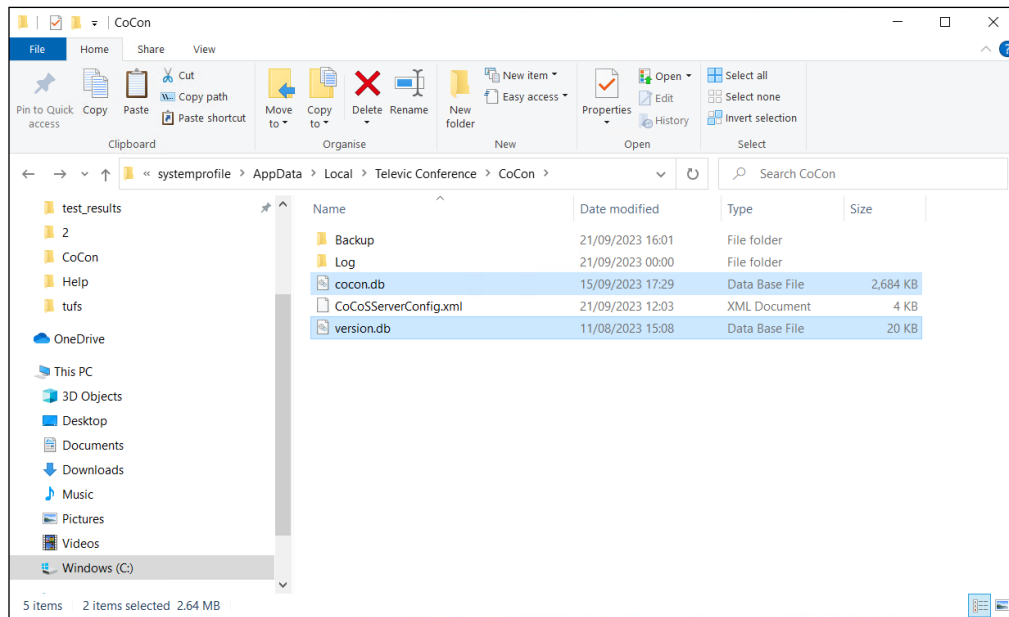 CoCon
File Home Share View
Pin to Quick access
Copy
Paste
Cut
Copy path
Paste shortcut
Clipboard
Move to
Copy to
Delete
Rename
Organise
New folder
New item
Easy access
New
Properties
Open
Edit
History
Open
Select all
Select none
Invert selection
Select
« systemprofile > AppData > Local > Televic Conference > CoCon >
Search CoCon
test_results
2
CoCon
Help
tufs
OneDrive
This PC
3D Objects
Desktop
Documents
Downloads
Music
Pictures
Videos
Windows (C:)
Name Date modified Type Size
Backup 21/09/2023 16:01 File folder
Log 21/09/2023 00:00 File folder
cocon.db 15/09/2023 17:29 Data Base File 2,684 KB
CoCoSServerConfig.xml 21/09/2023 12:03 XML Document 4 KB
version.db 11/08/2023 15:08 Data Base File 20 KB
5 items 2 items selected 2.64 MB